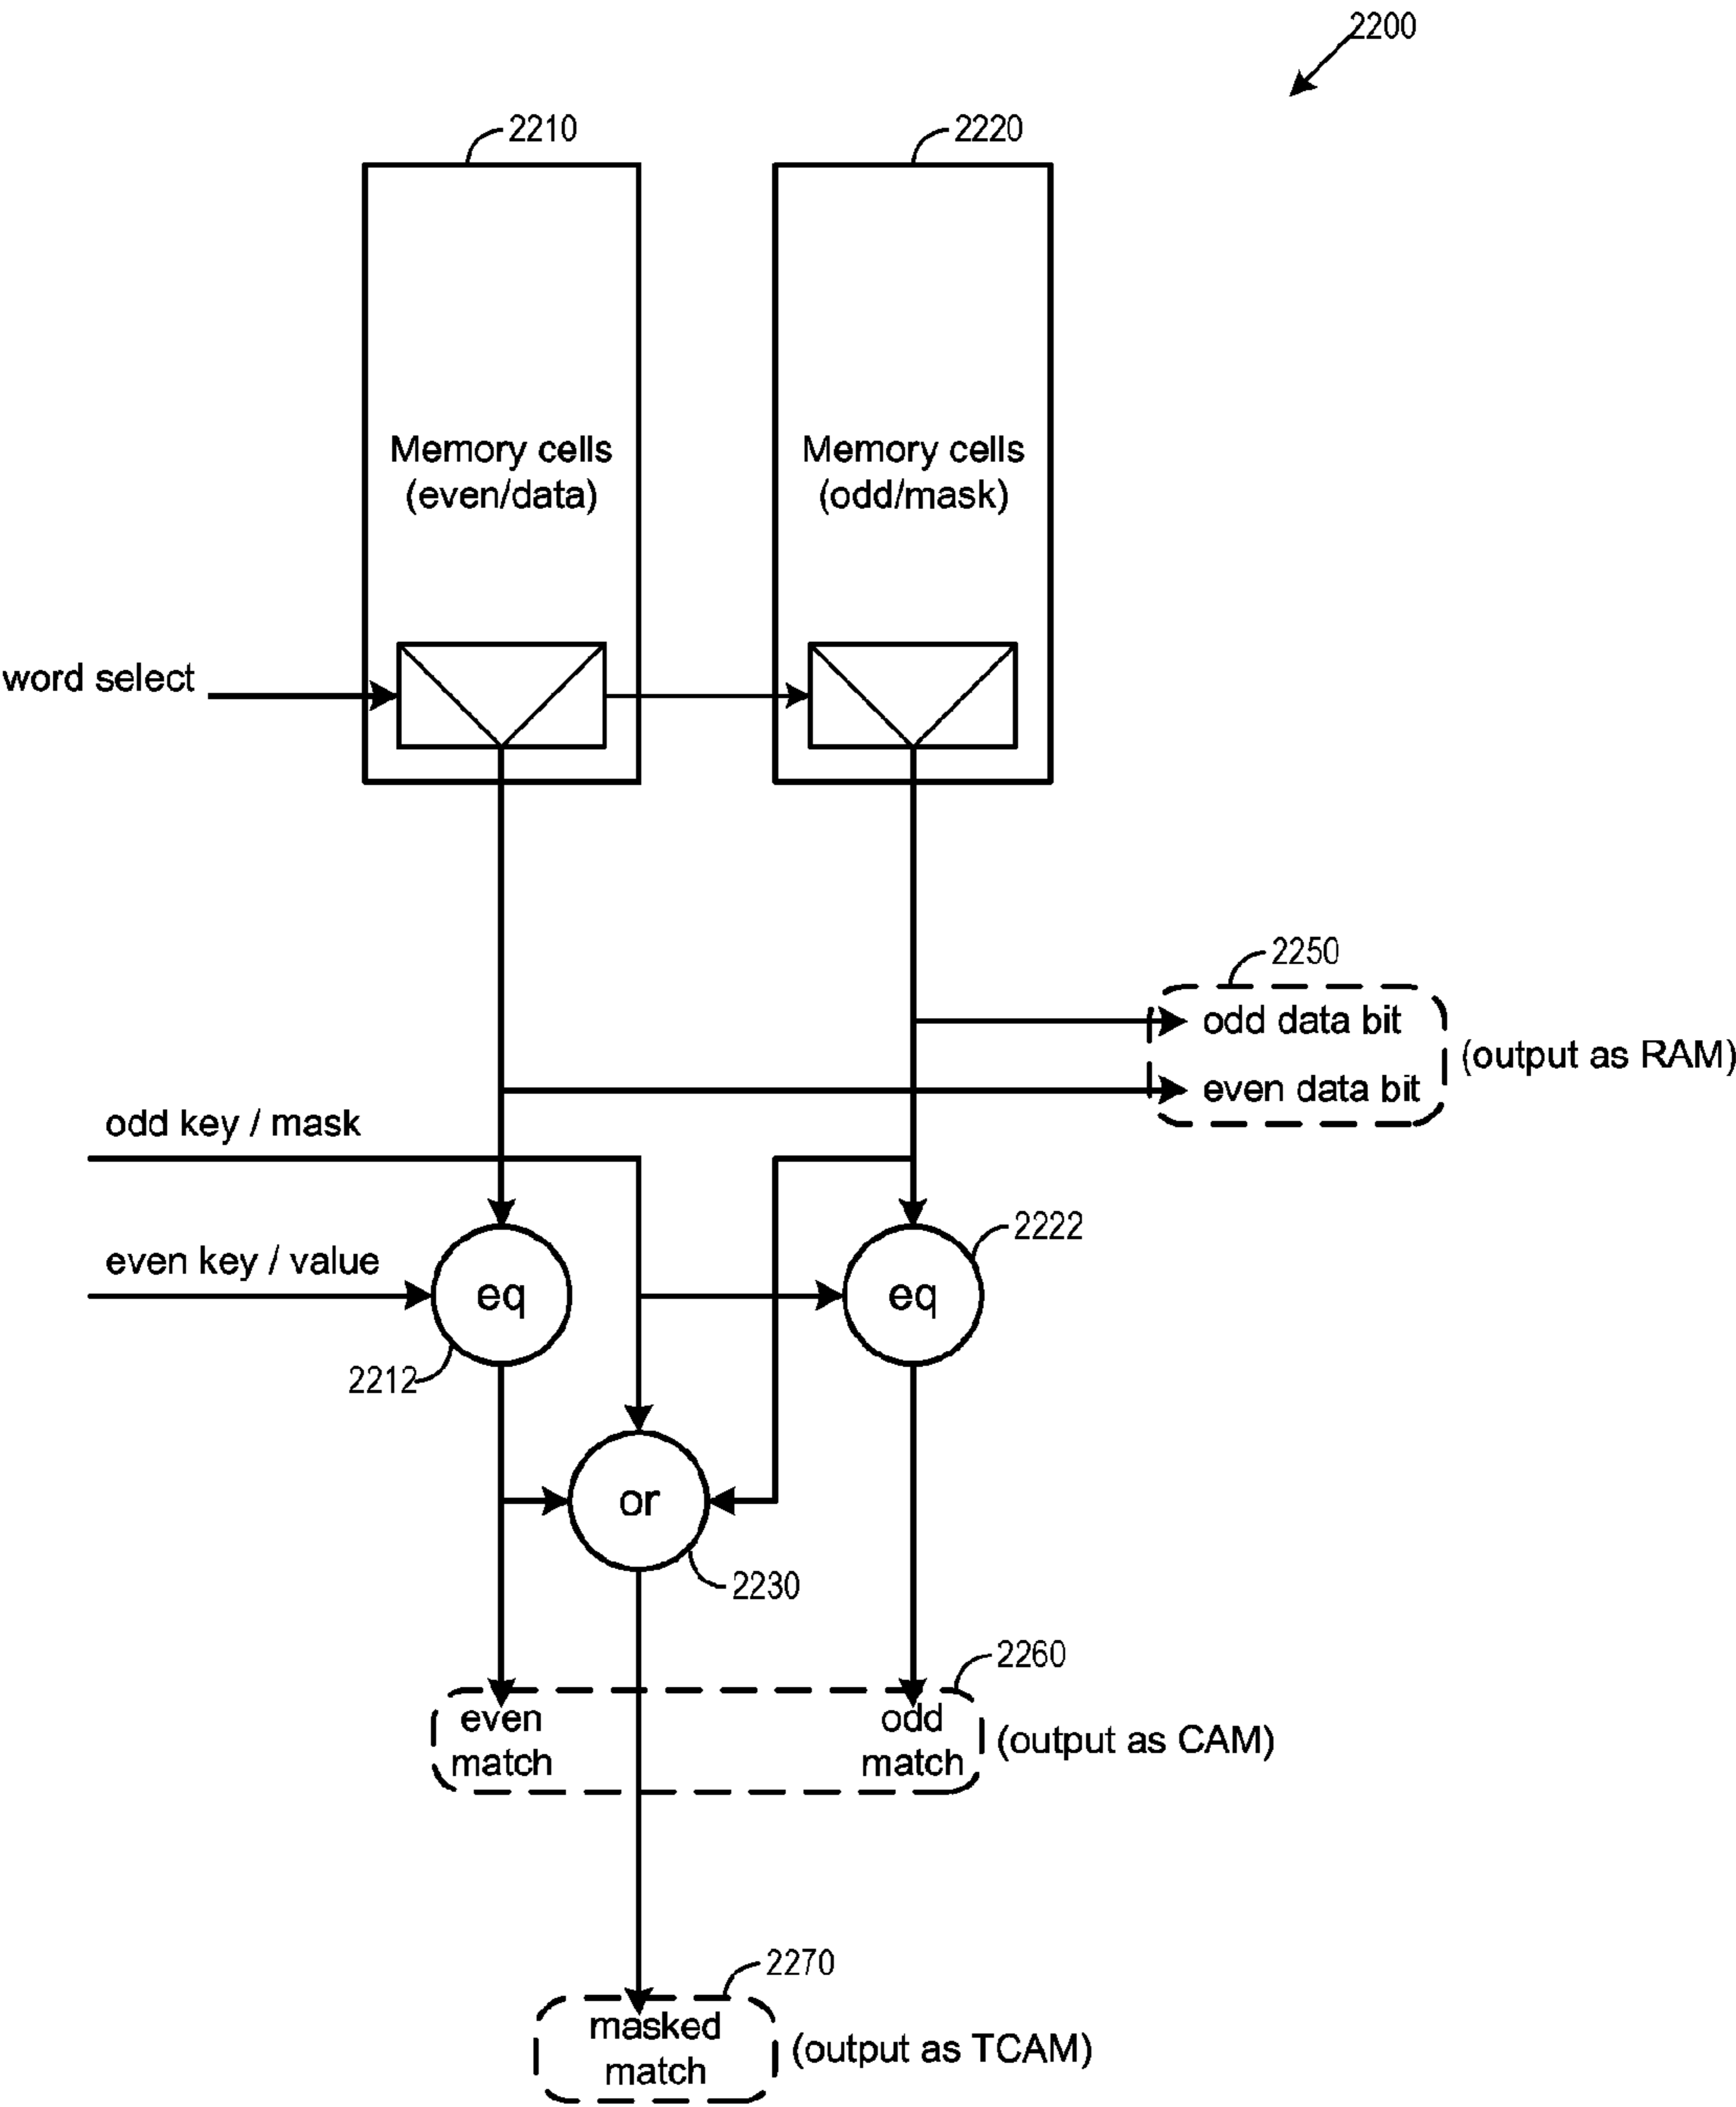 2200
2210
2220
Memory cells
(even/data)
Memory cells
(odd/mask)
word select
2250
odd data bit
even data bit
(output as RAM)
odd key / mask
even key / value
eq
2212
eq
2222
or
2230
2260
even
match
odd
match
(output as CAM)
2270
masked
match
(output as TCAM)